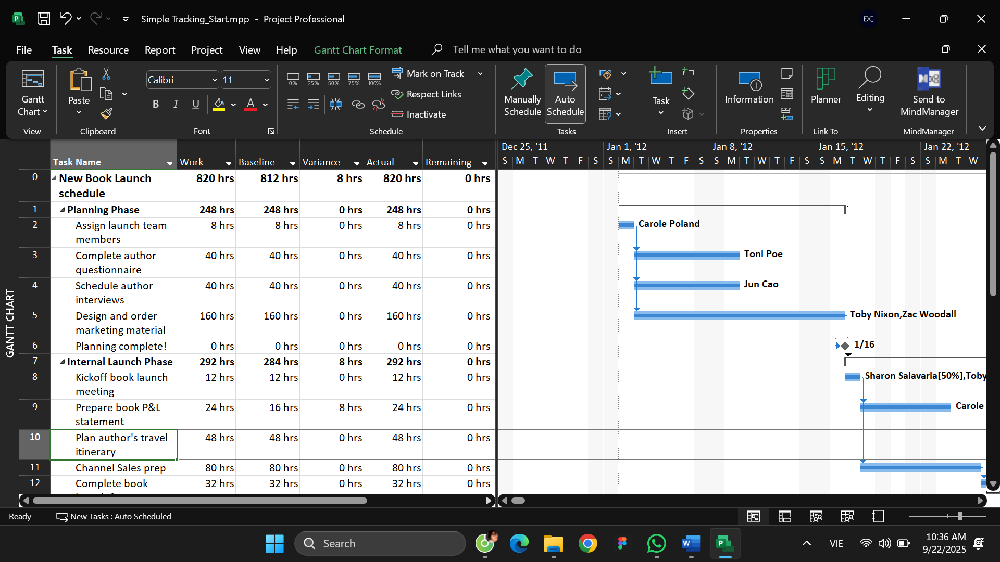 Simple Tracking_Start.mpp - Project Professional
ĐC
File Task Resource Report Project View Help Gantt Chart Format Tell me what you want to do
Gantt Chart
View
Paste
Clipboard
Calibri 11
B I U A
Font
0% 25% 50% 75% 100%
Mark on Track
Respect Links
Inactivate
Schedule
Manually Schedule
Auto Schedule
Tasks
Task
Insert
Information
Properties
Planner
Link To
Editing
Send to MindManager
MindManager
Task Name Work Baseline Variance Actual Remaining
Dec 25, '11 Jan 1, '12 Jan 8, '12 Jan 15, '12 Jan 22, '12
S M T W T F S S M T W T F S S M T W T F S S M T W T F S S M T W
0 New Book Launch schedule 820 hrs 812 hrs 8 hrs 820 hrs 0 hrs
1 Planning Phase 248 hrs 248 hrs 0 hrs 248 hrs 0 hrs
2 Assign launch team members 8 hrs 8 hrs 0 hrs 8 hrs 0 hrs
Carole Poland
3 Complete author questionnaire 40 hrs 40 hrs 0 hrs 40 hrs 0 hrs
Toni Poe
4 Schedule author interviews 40 hrs 40 hrs 0 hrs 40 hrs 0 hrs
Jun Cao
5 Design and order marketing material 160 hrs 160 hrs 0 hrs 160 hrs 0 hrs
Toby Nixon,Zac Woodall
6 Planning complete! 0 hrs 0 hrs 0 hrs 0 hrs 0 hrs
1/16
7 Internal Launch Phase 292 hrs 284 hrs 8 hrs 292 hrs 0 hrs
8 Kickoff book launch meeting 12 hrs 12 hrs 0 hrs 12 hrs 0 hrs
Sharon Salavaria[50%],Toby
9 Prepare book P&L statement 24 hrs 16 hrs 8 hrs 24 hrs 0 hrs
Carole
10 Plan author's travel itinerary 48 hrs 48 hrs 0 hrs 48 hrs 0 hrs
11 Channel Sales prep 80 hrs 80 hrs 0 hrs 80 hrs 0 hrs
12 Complete book 32 hrs 32 hrs 0 hrs 32 hrs 0 hrs
GANTT CHART
Ready New Tasks : Auto Scheduled
Search
VIE
10:36 AM
9/22/2025